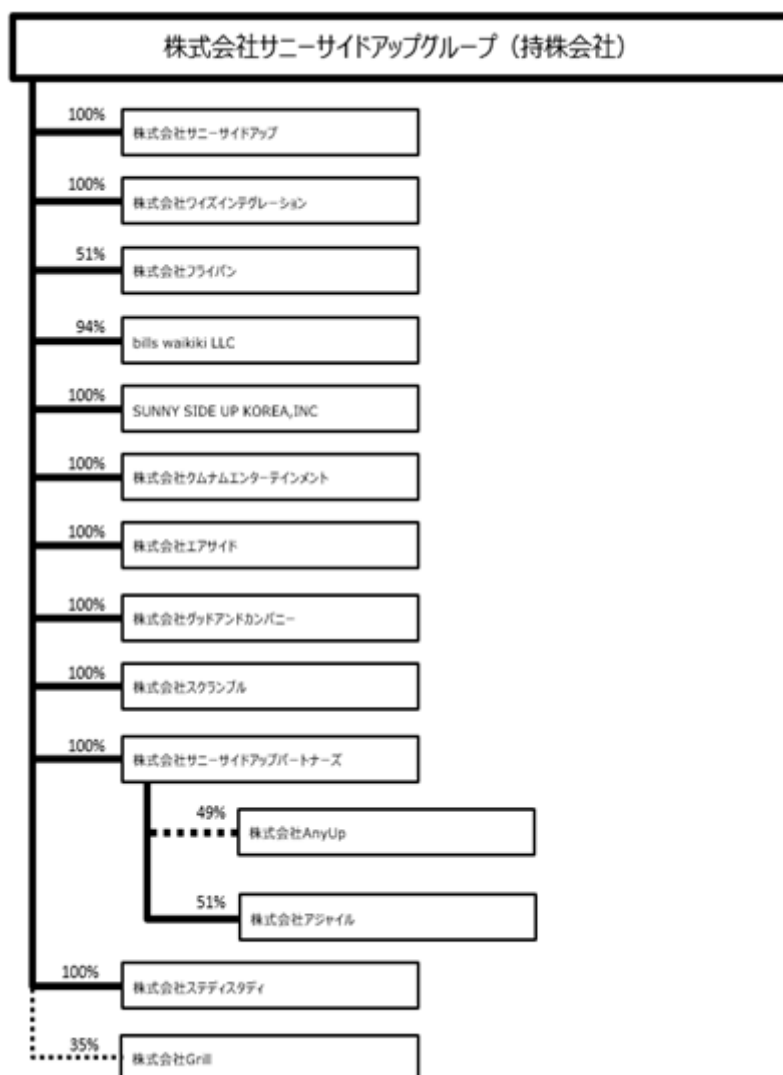 株式会社サニーサイドアップグループ（持株会社）
100%
株式会社サニーサイドアップ
100%
株式会社ワイズインテグレーション
51%
株式会社フライパン
94%
bills waikiki LLC
100%
SUNNY SIDE UP KOREA,INC
100%
株式会社クムナムエンターテインメント
100%
株式会社エアサイド
100%
株式会社グッドアンドカンパニー
100%
株式会社スクランブル
100%
株式会社サニーサイドアップパートナーズ
49%
株式会社AnyUp
51%
株式会社アジャイル
100%
株式会社ステディスタディ
35%
株式会社Grill